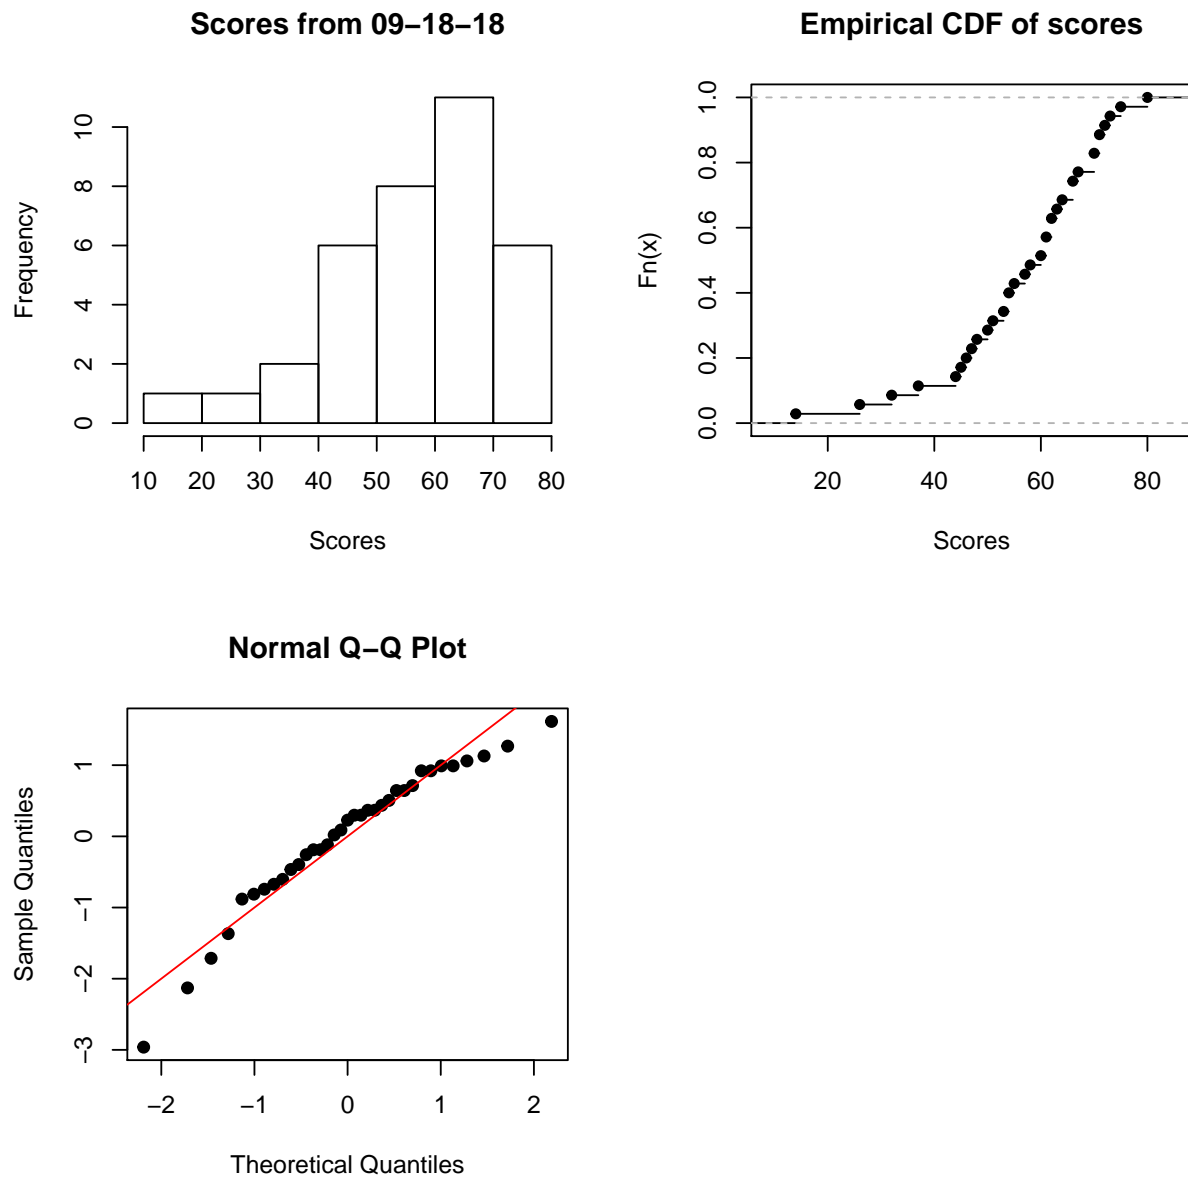 Scores from 09−18−18
Frequency
0
2
4
6
8
10
10 20 30 40 50 60 70 80
Scores
Empirical CDF of scores
Fn(x)
0.0
0.2
0.4
0.6
0.8
1.0
20 40 60 80
Scores
Normal Q−Q Plot
Sample Quantiles
−3
−2
−1
0
1
−2 −1 0 1 2
Theoretical Quantiles